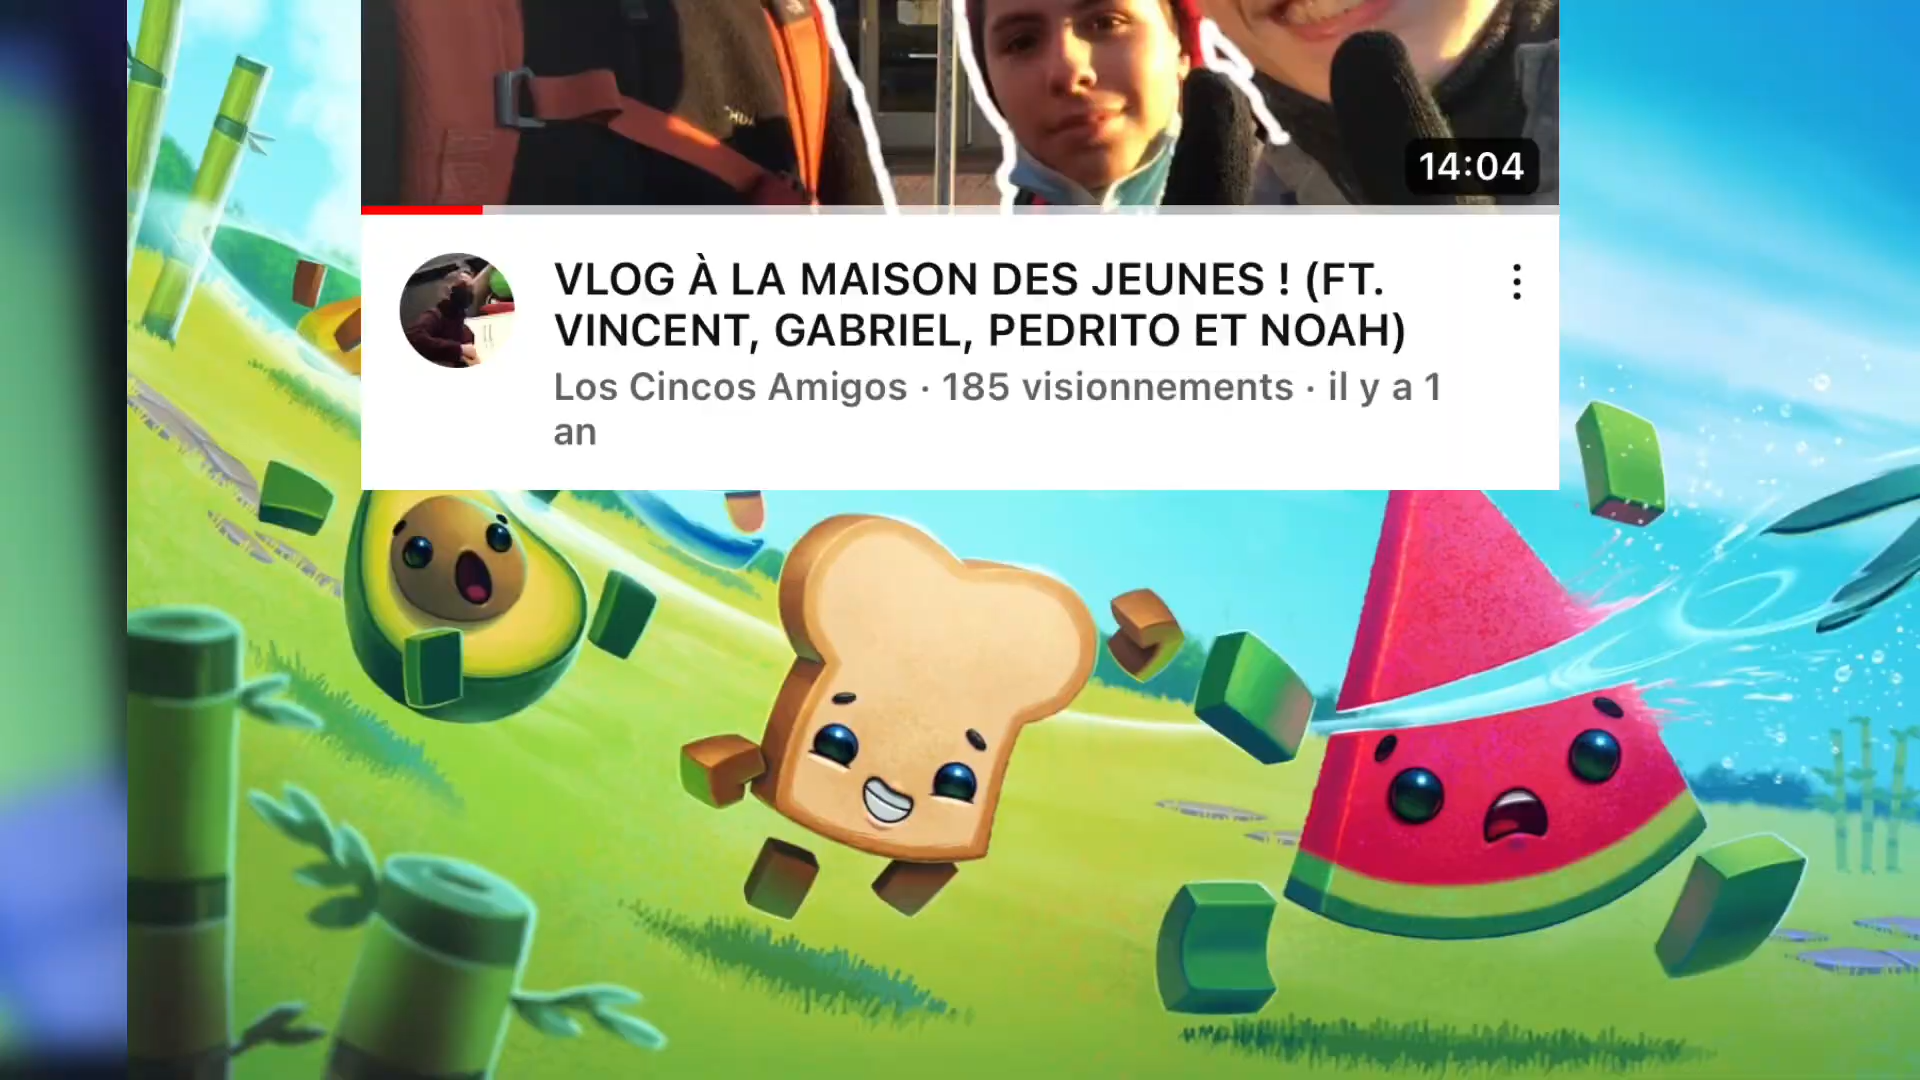 14:04
VLOG À LA MAISON DES JEUNES ! (FT.
VINCENT, GABRIEL, PEDRITO ET NOAH)
Los Cincos Amigos · 185 visionnements · il y a 1
an